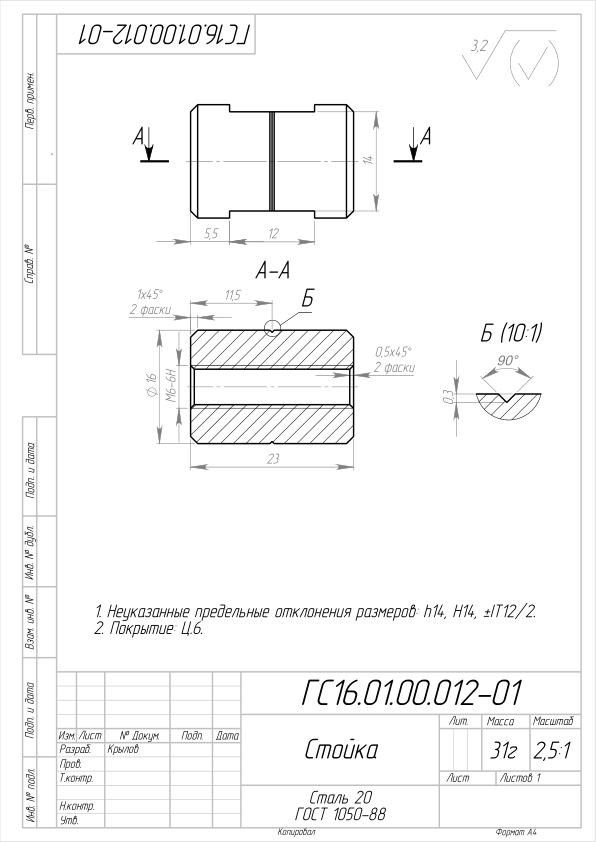 ГС16.01.00.012-01
3,2
Перв. примен.
Справ. №
Подп. и дата
Инв. № дубл.
Взам. инв. №
Подп. и дата
Инв. № подл.
А
А
14
5,5
12
А-А
1x45°
2 фаски
11,5
Б
0,5x45°
2 фаски
Ф 16
М6-6Н
23
Б (10:1)
90°
0,3
1. Неуказанные предельные отклонения размеров: h14, H14, ±IT12/2.
2. Покрытие: Ц.6.
ГС16.01.00.012-01
Изм. Лист № Докум. Подп. Дата
Разраб. Крылов
Пров.
Т.контр.
Н.контр.
Утв.
Стойка
Лит. Масса Масштаб
31г 2,5:1
Лист Листов 1
Сталь 20
ГОСТ 1050-88
Копировал Формат А4